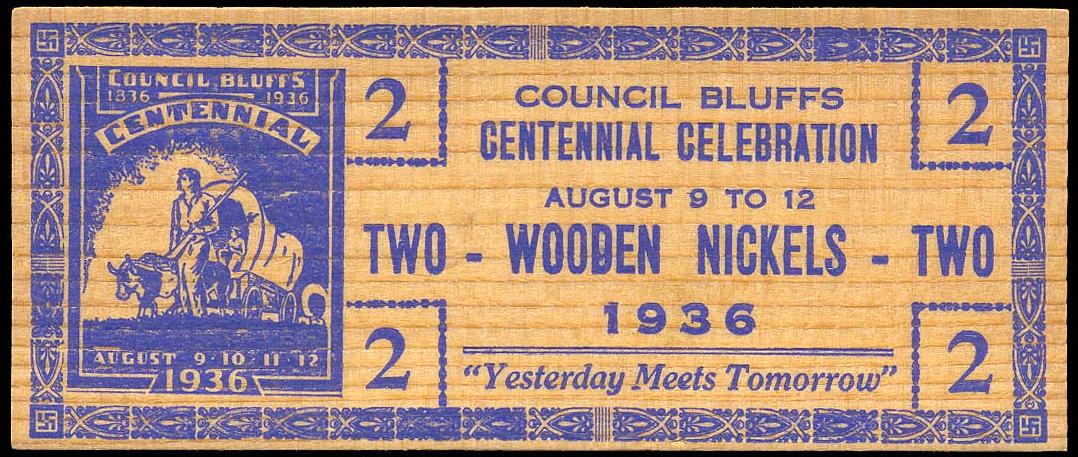 COUNCIL BLUFFS
1836 1936
CENTENNIAL
AUGUST 9·10·11·12
1936
2
2
COUNCIL BLUFFS
CENTENNIAL CELEBRATION
AUGUST 9 TO 12
TWO - WOODEN NICKELS - TWO
1936
"Yesterday Meets Tomorrow"
2
2